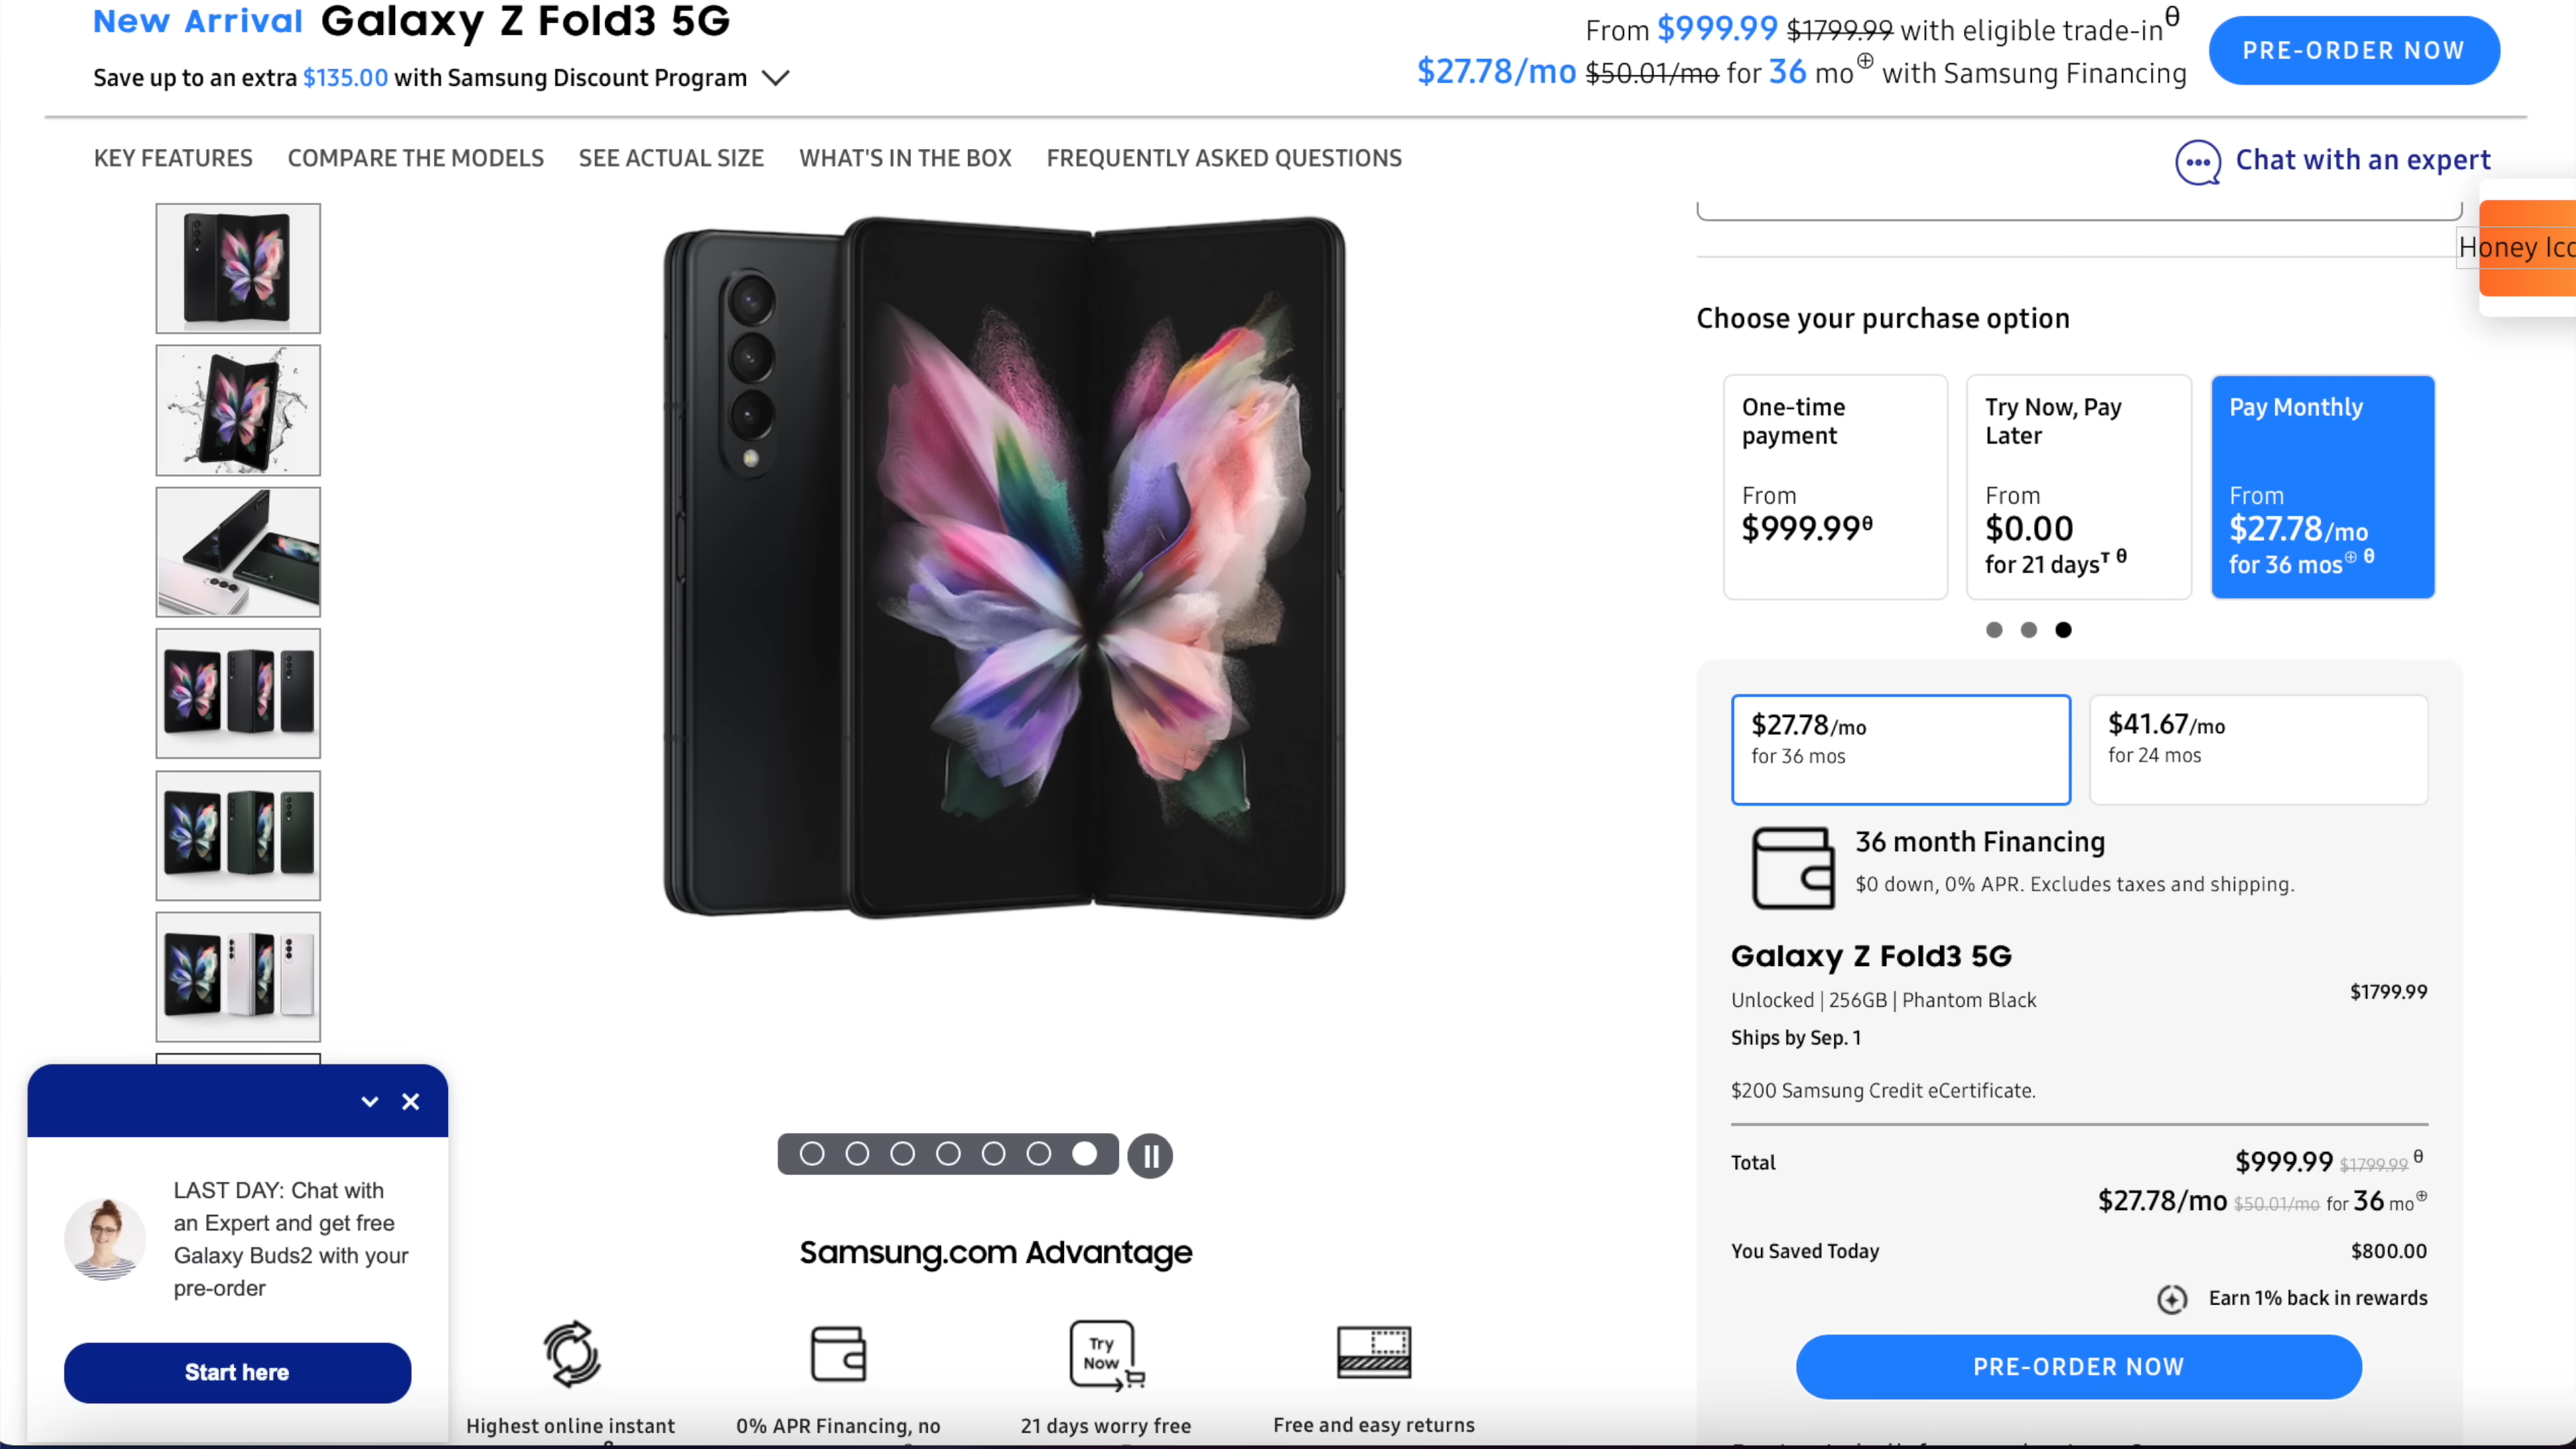 New Arrival Galaxy Z Fold3 5G
Save up to an extra $135.00 with Samsung Discount Program
From $999.99 $1799.99 with eligible trade-inᶿ
$27.78/mo $50.01/mo for 36 mo⊕ with Samsung Financing
PRE-ORDER NOW
KEY FEATURES
COMPARE THE MODELS
SEE ACTUAL SIZE
WHAT'S IN THE BOX
FREQUENTLY ASKED QUESTIONS
Chat with an expert
Honey
Choose your purchase option
One-time
payment
From
$999.99ᶿ
Try Now, Pay
Later
From
$0.00
for 21 daysᵀ ᶿ
Pay Monthly
From
$27.78/mo
for 36 mos⊕ ᶿ
$27.78/mo
for 36 mos
$41.67/mo
for 24 mos
36 month Financing
$0 down, 0% APR. Excludes taxes and shipping.
Galaxy Z Fold3 5G
Unlocked | 256GB | Phantom Black
$1799.99
Ships by Sep. 1
$200 Samsung Credit eCertificate.
Total
$999.99 $1799.99 ᶿ
$27.78/mo $50.01/mo for 36 mo⊕
You Saved Today
$800.00
Earn 1% back in rewards
PRE-ORDER NOW
LAST DAY: Chat with
an Expert and get free
Galaxy Buds2 with your
pre-order
Start here
Samsung.com Advantage
Try
Now
Highest online instant
0% APR Financing, no
21 days worry free
Free and easy returns